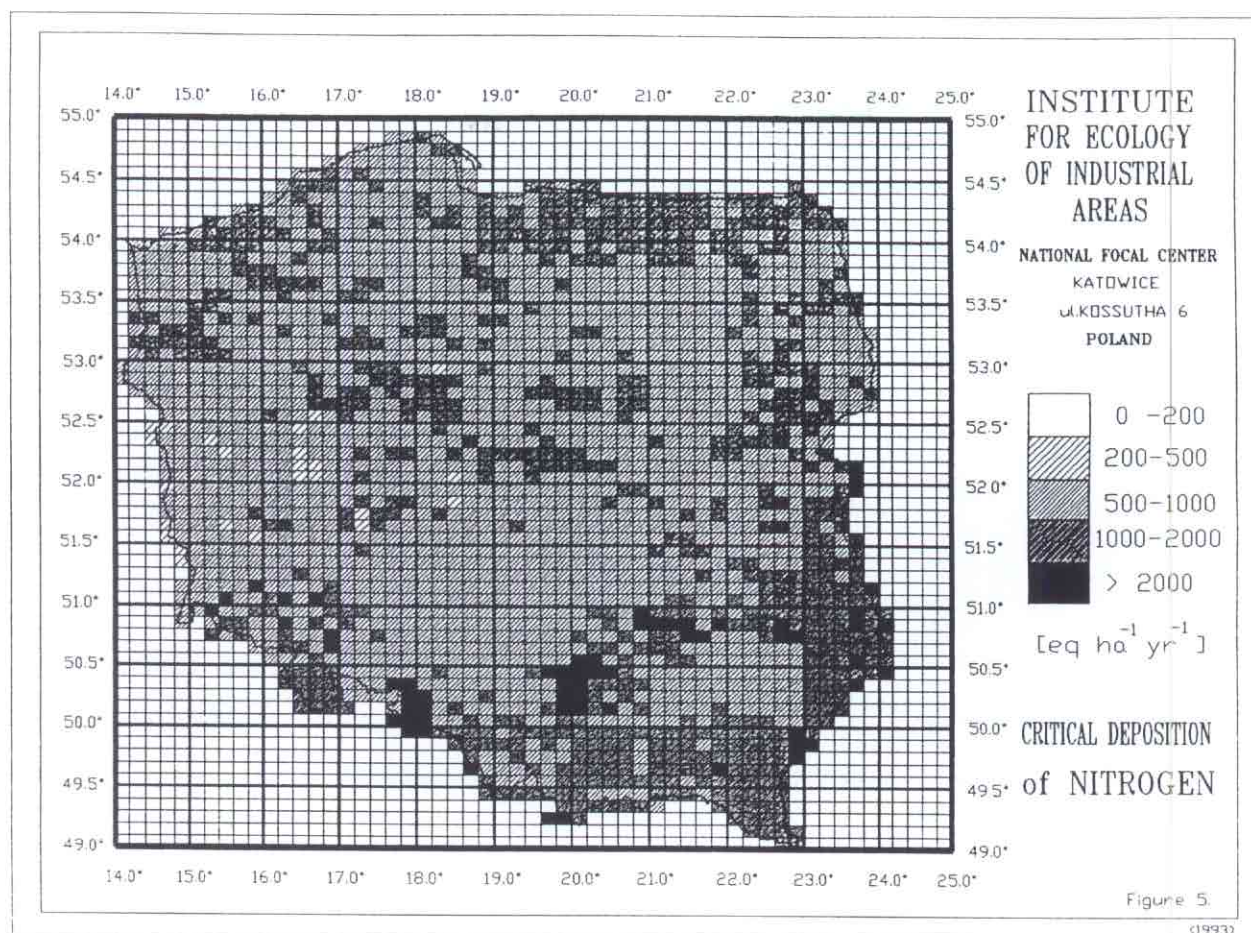 14.0° 15.0° 16.0° 17.0° 18.0° 19.0° 20.0° 21.0° 22.0° 23.0° 24.0° 25.0°
55.0° 55.0°
54.5° 54.5°
54.0° 54.0°
53.5° 53.5°
53.0° 53.0°
52.5° 52.5°
52.0° 52.0°
51.5° 51.5°
51.0° 51.0°
50.5° 50.5°
50.0° 50.0°
49.5° 49.5°
49.0° 49.0°
14.0° 15.0° 16.0° 17.0° 18.0° 19.0° 20.0° 21.0° 22.0° 23.0° 24.0° 25.0°
INSTITUTE
FOR ECOLOGY
OF INDUSTRIAL
AREAS
NATIONAL FOCAL CENTER
KATOWICE
ul.KOSSUTHA 6
POLAND
0 -200
200-500
500-1000
1000-2000
> 2000
[eq ha⁻¹ yr⁻¹ ]
CRITICAL DEPOSITION
of NITROGEN
Figure 5.
(1993)